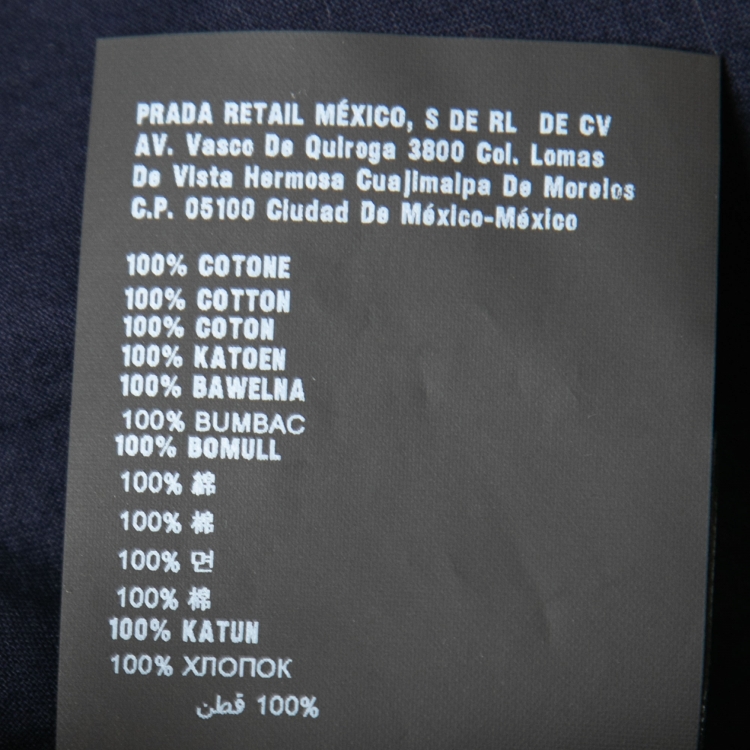 PRADA RETAIL MÉXICO, S DE RL DE CV
AV. Vasco De Quiroga 3800 Col. Lomas
De Vista Hermosa Cuajimalpa De Morelos
C.P. 05100 Ciudad De México-México
100% COTONE
100% COTTON
100% COTON
100% KATOEN
100% BAWELNA
100% BUMBAC
100% BOMULL
100% 綿
100% 棉
100% 면
100% 棉
100% KATUN
100% ХЛОПОК
100% قطن